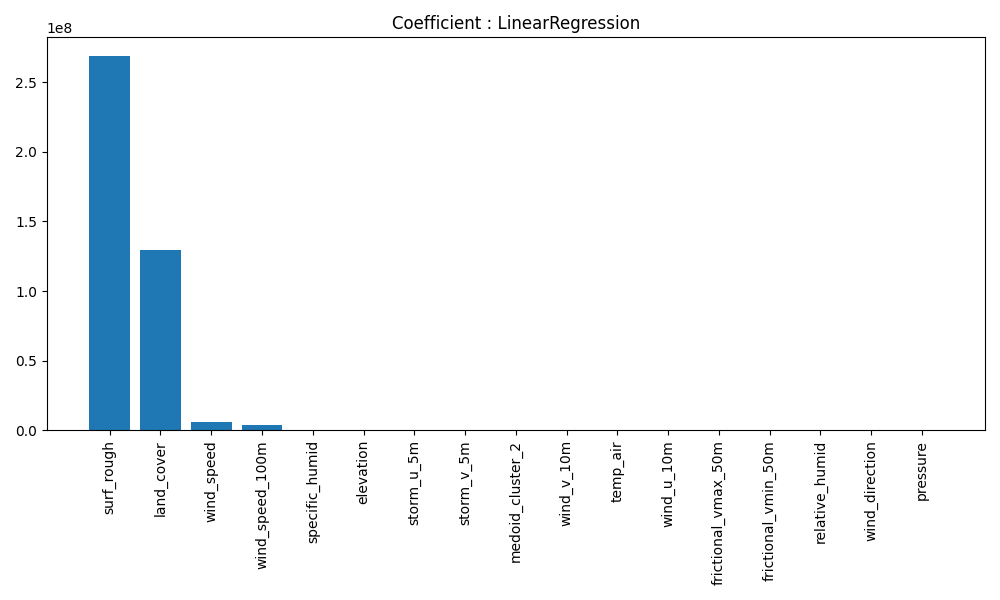 Coefficient : LinearRegression
1e8
2.5
2.0
1.5
1.0
0.5
0.0
surf_rough
land_cover
wind_speed
wind_speed_100m
specific_humid
elevation
storm_u_5m
storm_v_5m
medoid_cluster_2
wind_v_10m
temp_air
wind_u_10m
frictional_vmax_50m
frictional_vmin_50m
relative_humid
wind_direction
pressure